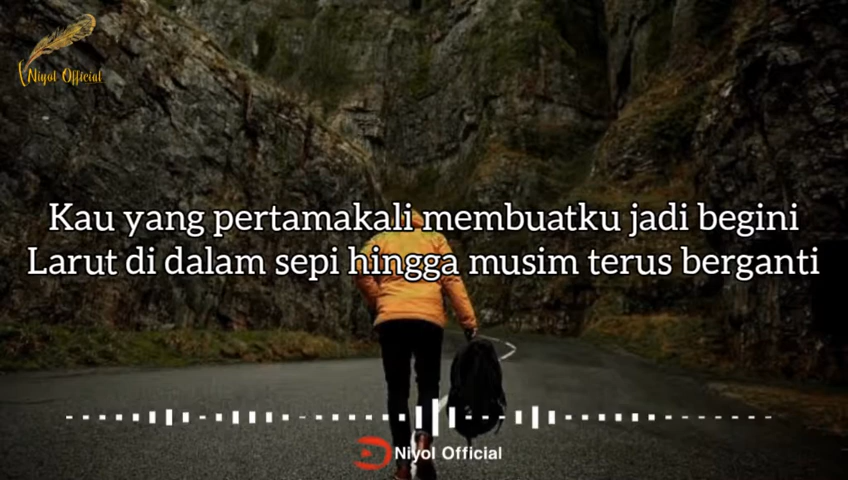 Niyol Official
Kau yang pertamakali membuatku jadi begini
Larut di dalam sepi hingga musim terus berganti
Niyol Official